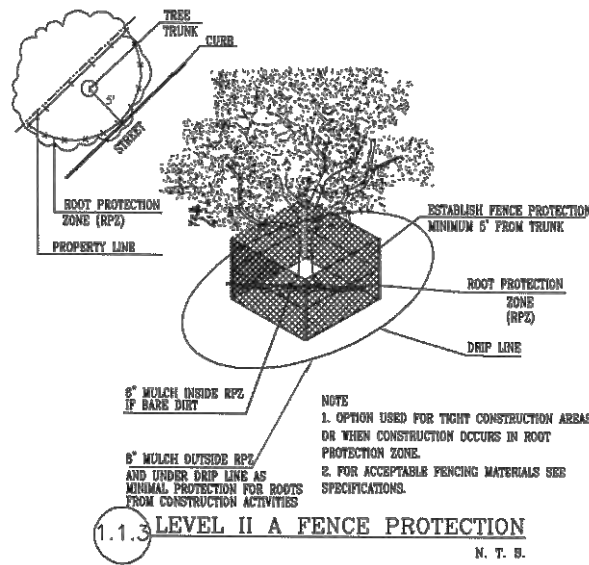 TREE
TRUNK
CURB
5'
STREET
ROOT PROTECTION
ZONE (RPZ)
PROPERTY LINE
ESTABLISH FENCE PROTECTION
MINIMUM 5' FROM TRUNK
ROOT PROTECTION
ZONE
(RPZ)
DRIP LINE
6" MULCH INSIDE RPZ
IF BARE DIRT
8" MULCH OUTSIDE RPZ
AND UNDER DRIP LINE AS
MINIMAL PROTECTION FOR ROOTS
FROM CONSTRUCTION ACTIVITIES
NOTE
1. OPTION USED FOR TIGHT CONSTRUCTION AREAS
OR WHEN CONSTRUCTION OCCURS IN ROOT
PROTECTION ZONE.
2. FOR ACCEPTABLE FENCING MATERIALS SEE
SPECIFICATIONS.
1.1.3 LEVEL II A FENCE PROTECTION
N. T. S.